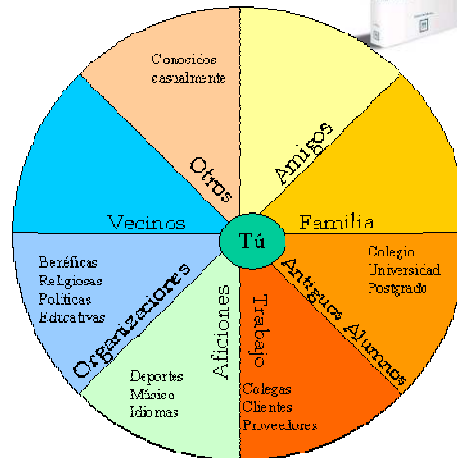 Conocidos
casualmente
Otros
Amigos
Vecinos
Familia
Tú
Benéficas
Religiosas
Políticas
Educativas
Organizaciones
Colegio
Universidad
Postgrado
Antiguos Alumnos
Aficiones
Trabajo
Deportes
Música
Idiomas
Colegas
Clientes
Proveedores